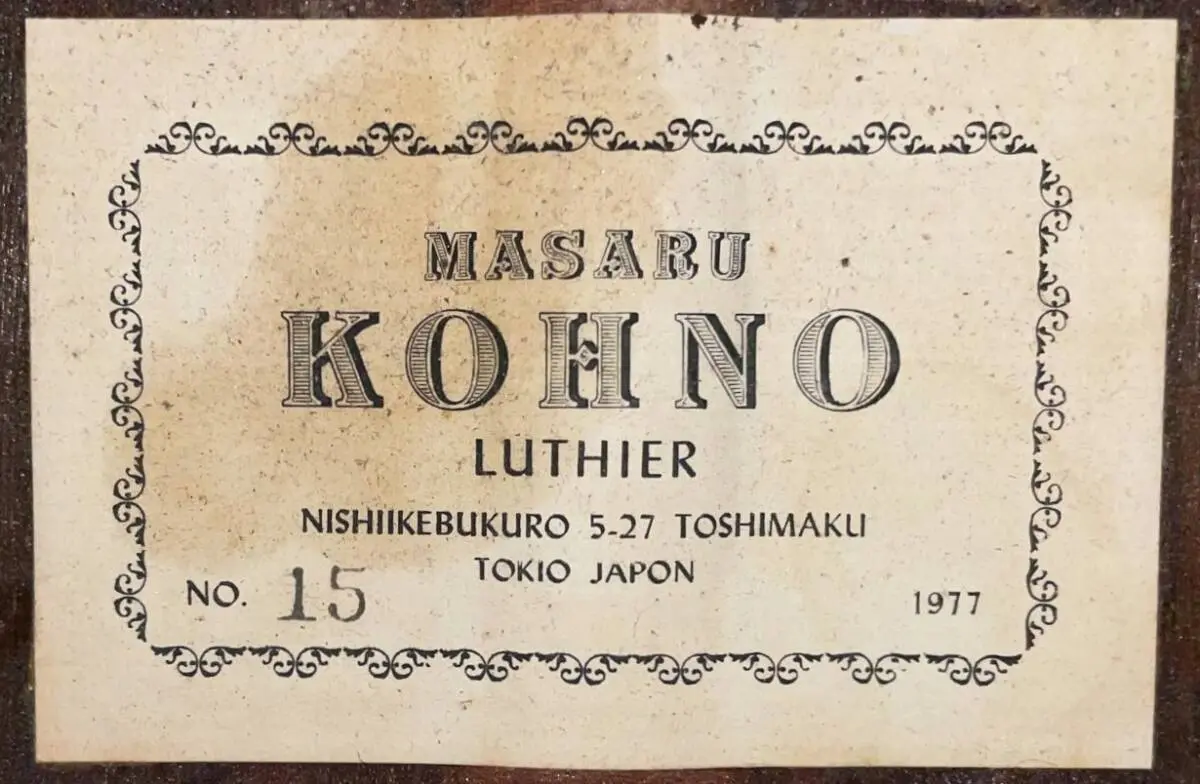 MASARU
KOHNO
LUTHIER
NISHIIKEBUKURO 5-27 TOSHIMAKU
TOKIO JAPON
NO. 15
1977